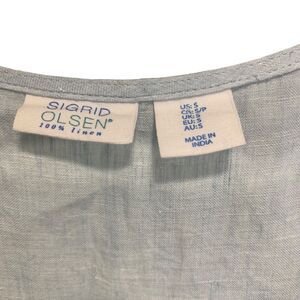 SIGRID
OLSEN®
100% linen
US: S
CA: S/P
UK: S
EU: S
AU: S
MADE IN
INDIA